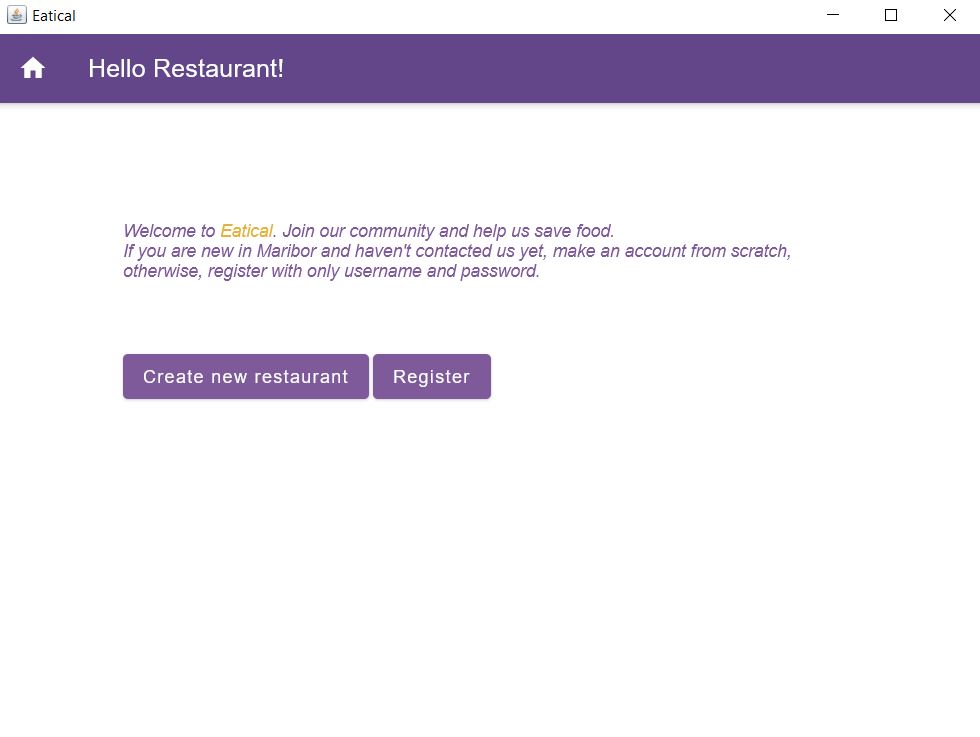 Eatical
Hello Restaurant!
Welcome to Eatical. Join our community and help us save food.
If you are new in Maribor and haven't contacted us yet, make an account from scratch,
otherwise, register with only username and password.
Create new restaurant
Register